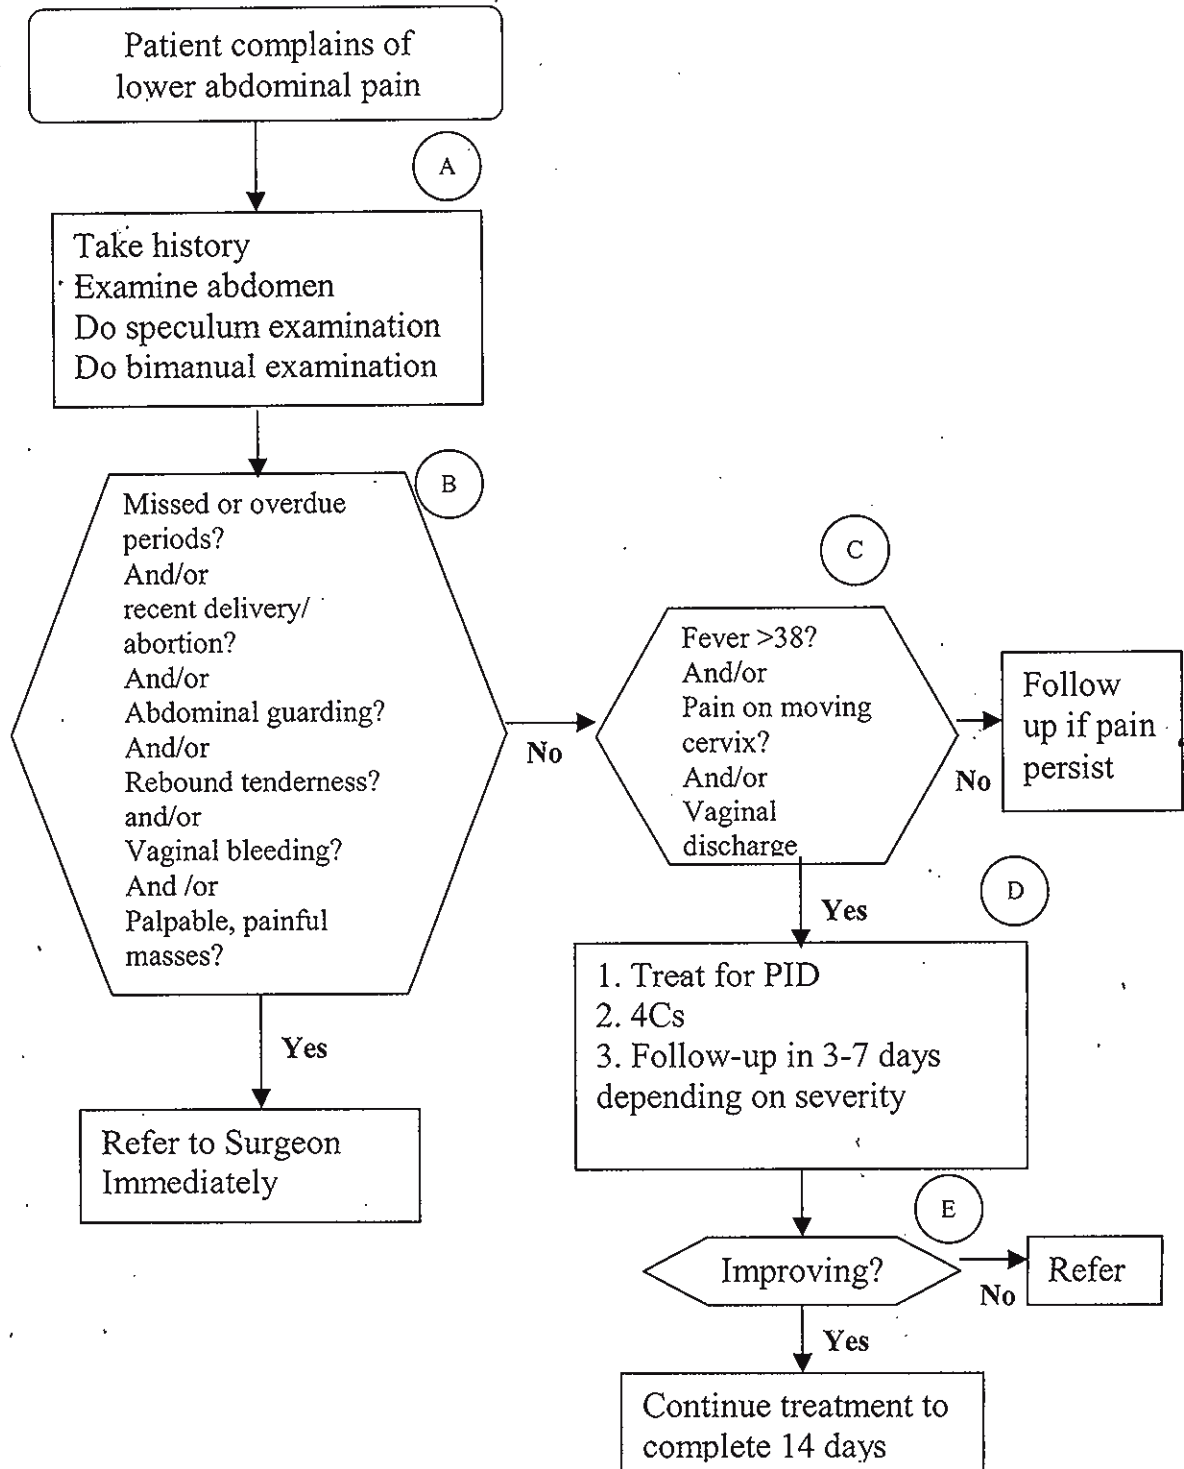 Patient complains of
lower abdominal pain
A
Take history
Examine abdomen
Do speculum examination
Do bimanual examination
B
Missed or overdue
periods?
And/or
recent delivery/
abortion?
And/or
Abdominal guarding?
And/or
Rebound tenderness?
and/or
Vaginal bleeding?
And /or
Palpable, painful
masses?
No
Yes
Refer to Surgeon
Immediately
C
Fever >38?
And/or
Pain on moving
cervix?
And/or
Vaginal
discharge
No
Follow
up if pain
persist
Yes
D
1. Treat for PID
2. 4Cs
3. Follow-up in 3-7 days
depending on severity
E
Improving?
No
Refer
Yes
Continue treatment to
complete 14 days